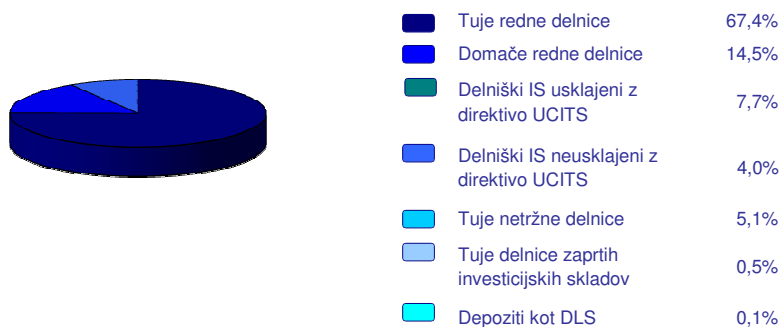 Tuje redne delnice 67,4%
Domače redne delnice 14,5%
Delniški IS usklajeni z
direktivo UCITS 7,7%
Delniški IS neusklajeni z
direktivo UCITS 4,0%
Tuje netržne delnice 5,1%
Tuje delnice zaprtih
investicijskih skladov 0,5%
Depoziti kot DLS 0,1%